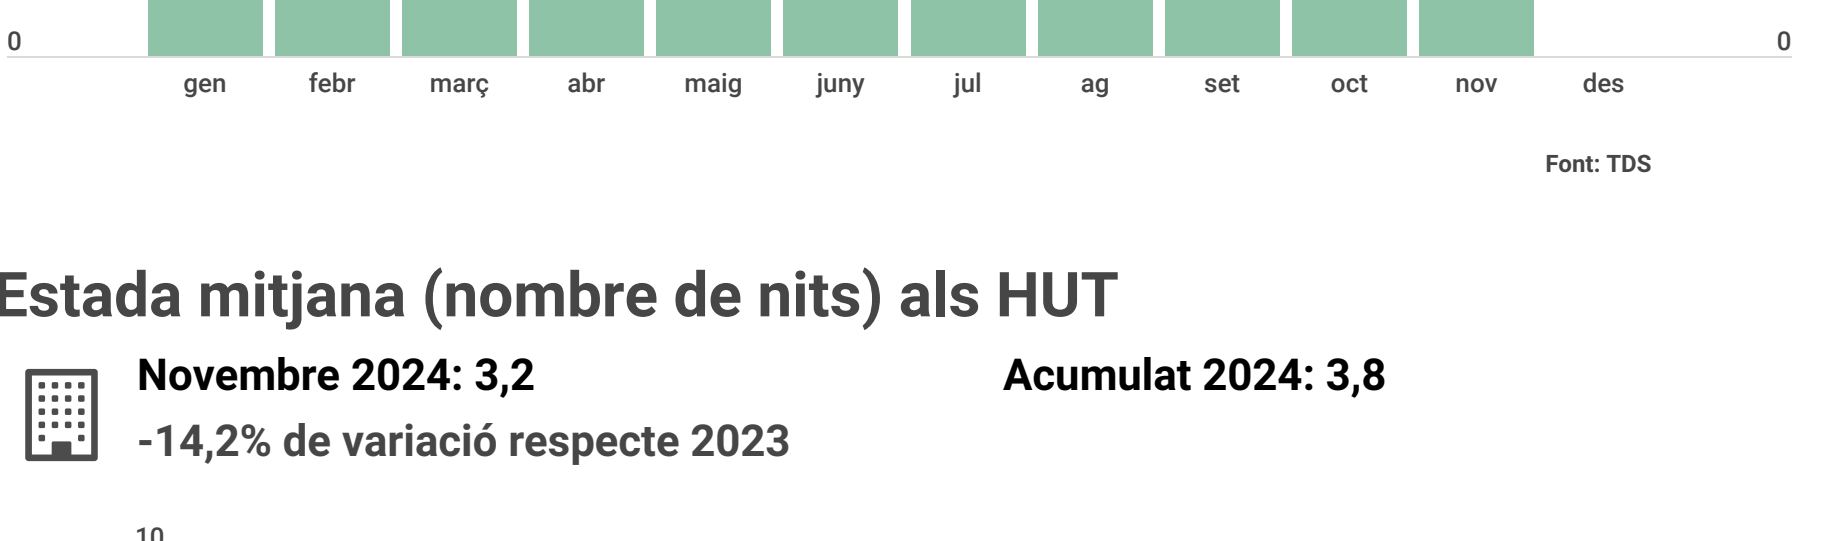 0 0
gen febr març abr maig juny jul ag set oct nov des
Font: TDS
Estada mitjana (nombre de nits) als HUT
Novembre 2024: 3,2 Acumulat 2024: 3,8
-14,2% de variació respecte 2023
10